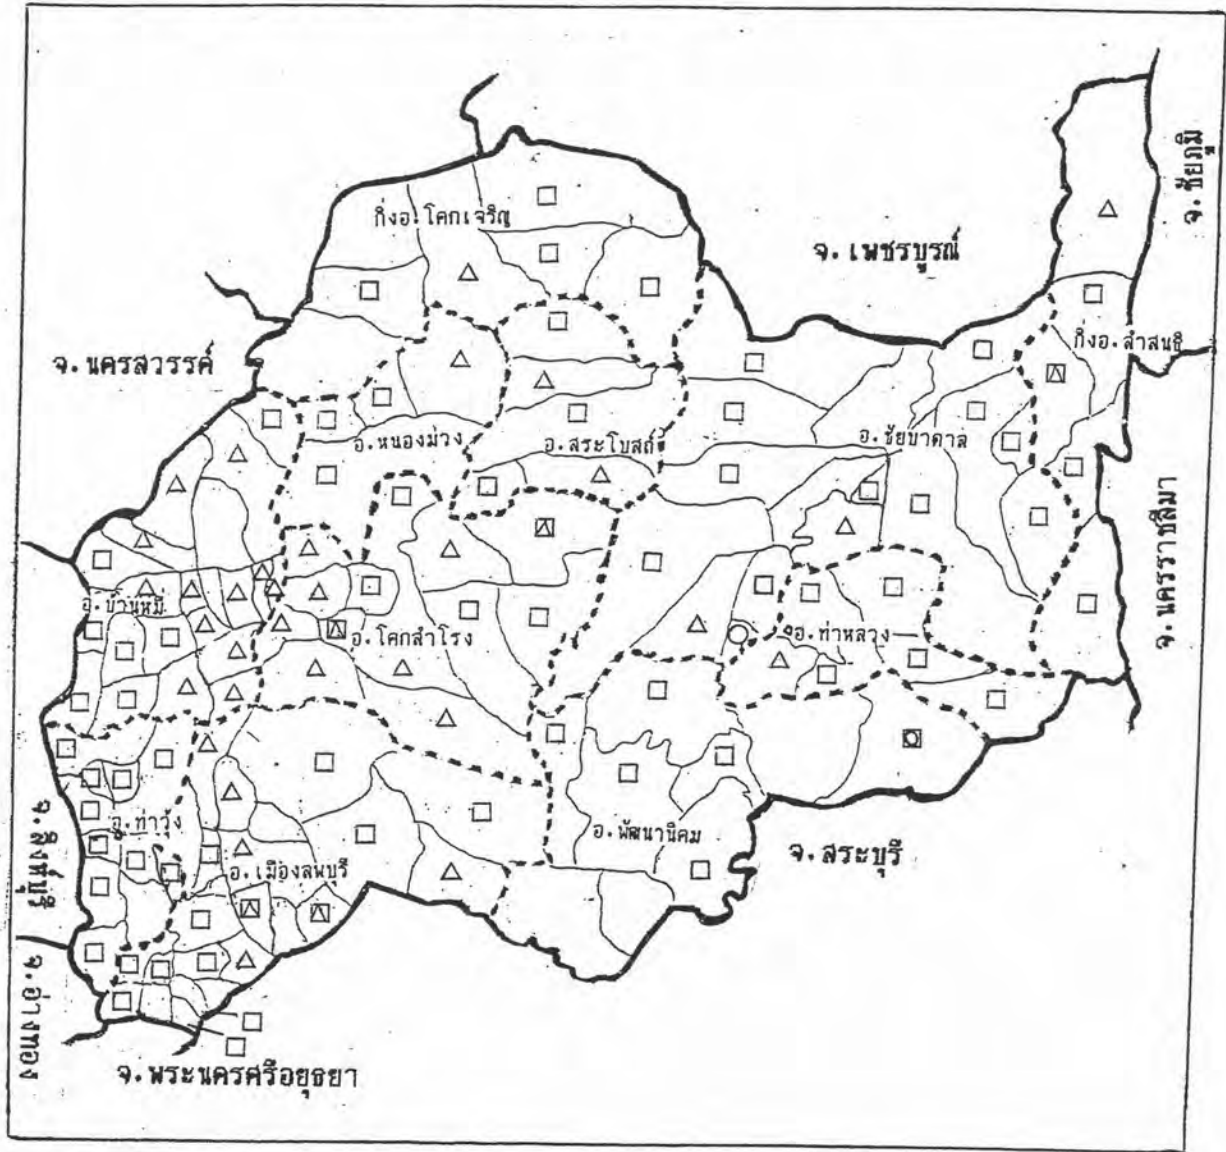 จ. ชัยภูมิ
กิ่งอ. โคกเจริญ
จ. เพชรบูรณ์
กิ่งอ. ลำสนธิ
จ. นครสวรรค์
อ. หนองม่วง
อ. สระโบสถ์
อ. ชัยบาดาล
จ. นครราชสีมา
อ. บ้านหมี่
อ. โคกสำโรง
อ. ท่าหลวง
จ. สิงห์บุรี
อ. ท่าวุ้ง
อ. พัฒนานิคม
จ. สระบุรี
อ. เมืองลพบุรี
จ. อ่างทอง
จ. พระนครศรีอยุธยา